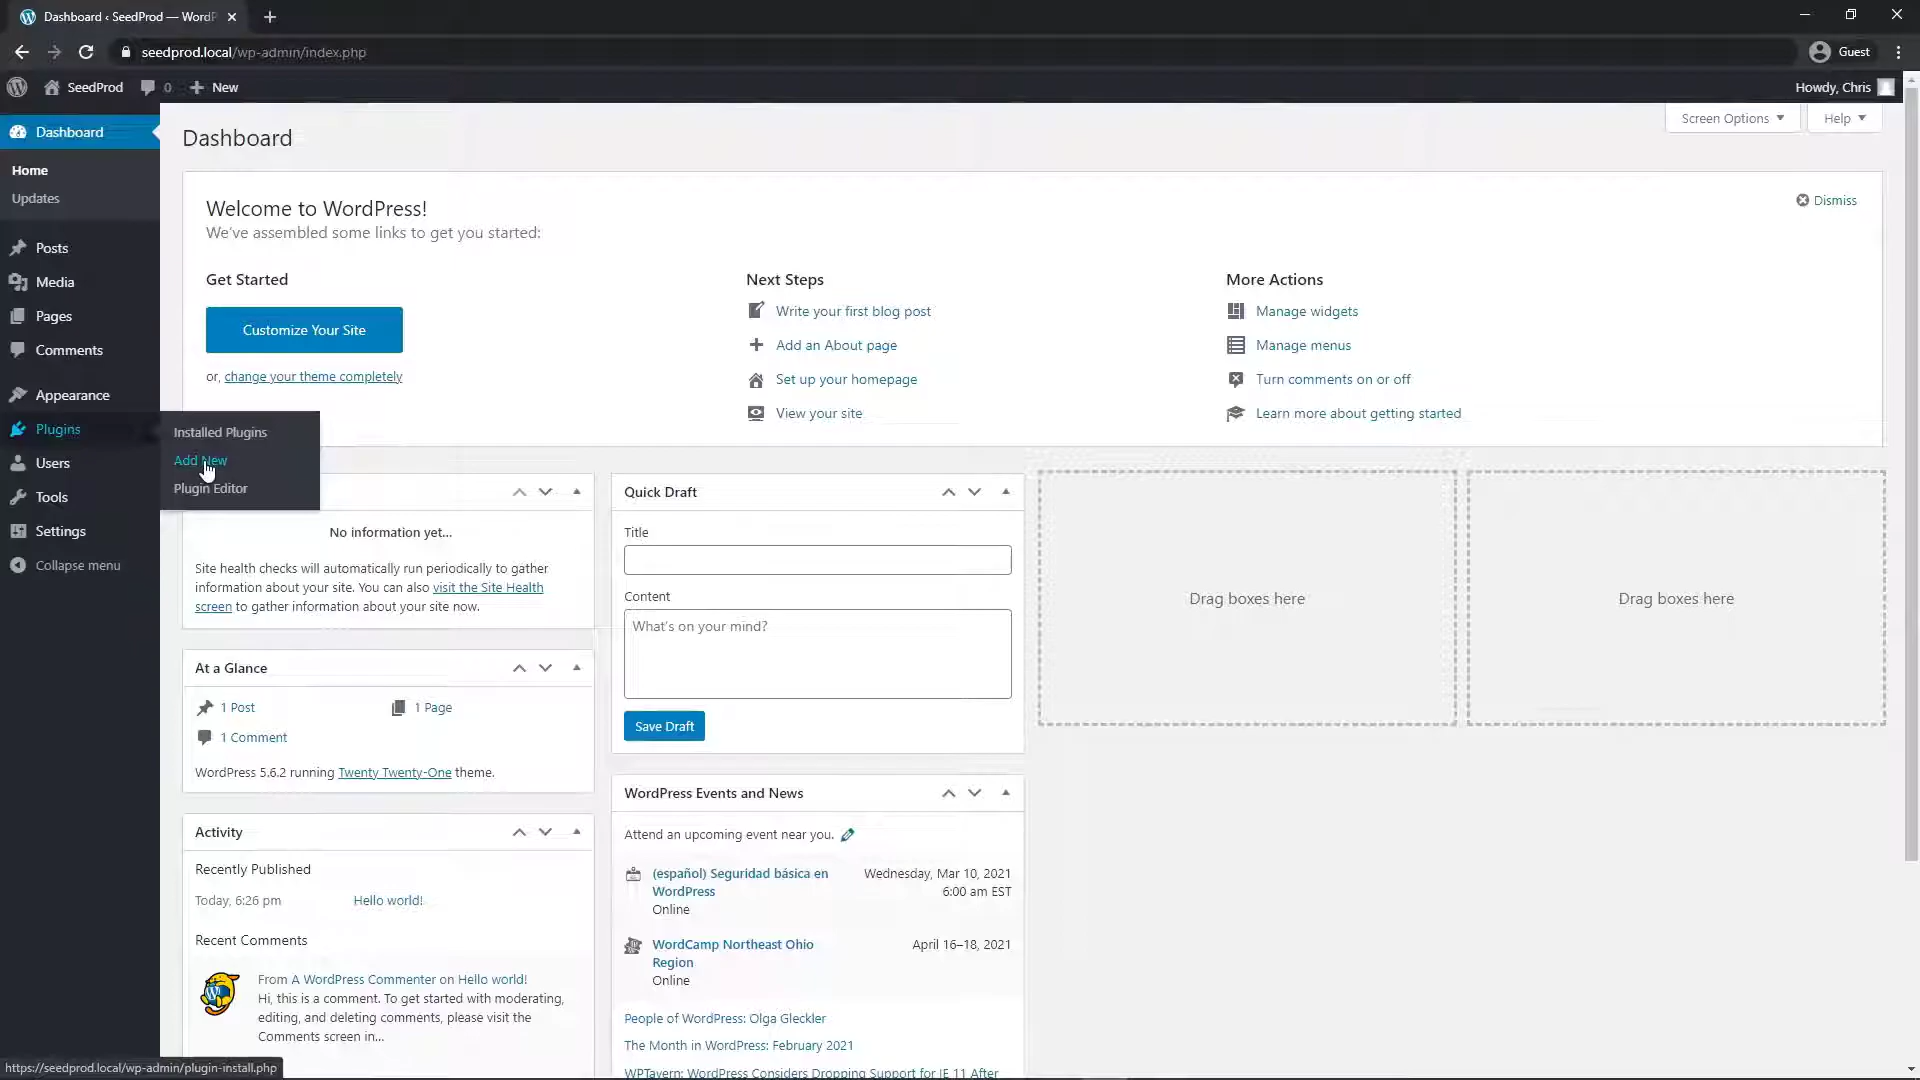 Dashboard ‹ SeedProd — WordP
seedprod.local/wp-admin/index.php
Guest
SeedProd
0
New
Howdy, Chris
Dashboard
Home
Updates
Posts
Media
Pages
Comments
Appearance
Plugins
Users
Tools
Settings
Collapse menu
Installed Plugins
Add New
Plugin Editor
Dashboard
Screen Options
Help
Welcome to WordPress!
We've assembled some links to get you started:
Dismiss
Get Started
Customize Your Site
or, change your theme completely
Next Steps
Write your first blog post
Add an About page
Set up your homepage
View your site
More Actions
Manage widgets
Manage menus
Turn comments on or off
Learn more about getting started
No information yet...
Site health checks will automatically run periodically to gather
information about your site. You can also visit the Site Health
screen to gather information about your site now.
At a Glance
1 Post
1 Page
1 Comment
WordPress 5.6.2 running Twenty Twenty-One theme.
Activity
Recently Published
Today, 6:26 pm
Hello world!
Recent Comments
From A WordPress Commenter on Hello world!
Hi, this is a comment. To get started with moderating,
editing, and deleting comments, please visit the
Comments screen in...
Quick Draft
Title
Content
What's on your mind?
Save Draft
WordPress Events and News
Attend an upcoming event near you.
(español) Seguridad básica en
WordPress
Online
Wednesday, Mar 10, 2021
6:00 am EST
WordCamp Northeast Ohio
Region
Online
April 16–18, 2021
People of WordPress: Olga Gleckler
The Month in WordPress: February 2021
WPTavern: WordPress Considers Dropping Support for IE 11 After
Drag boxes here
Drag boxes here
https://seedprod.local/wp-admin/plugin-install.php